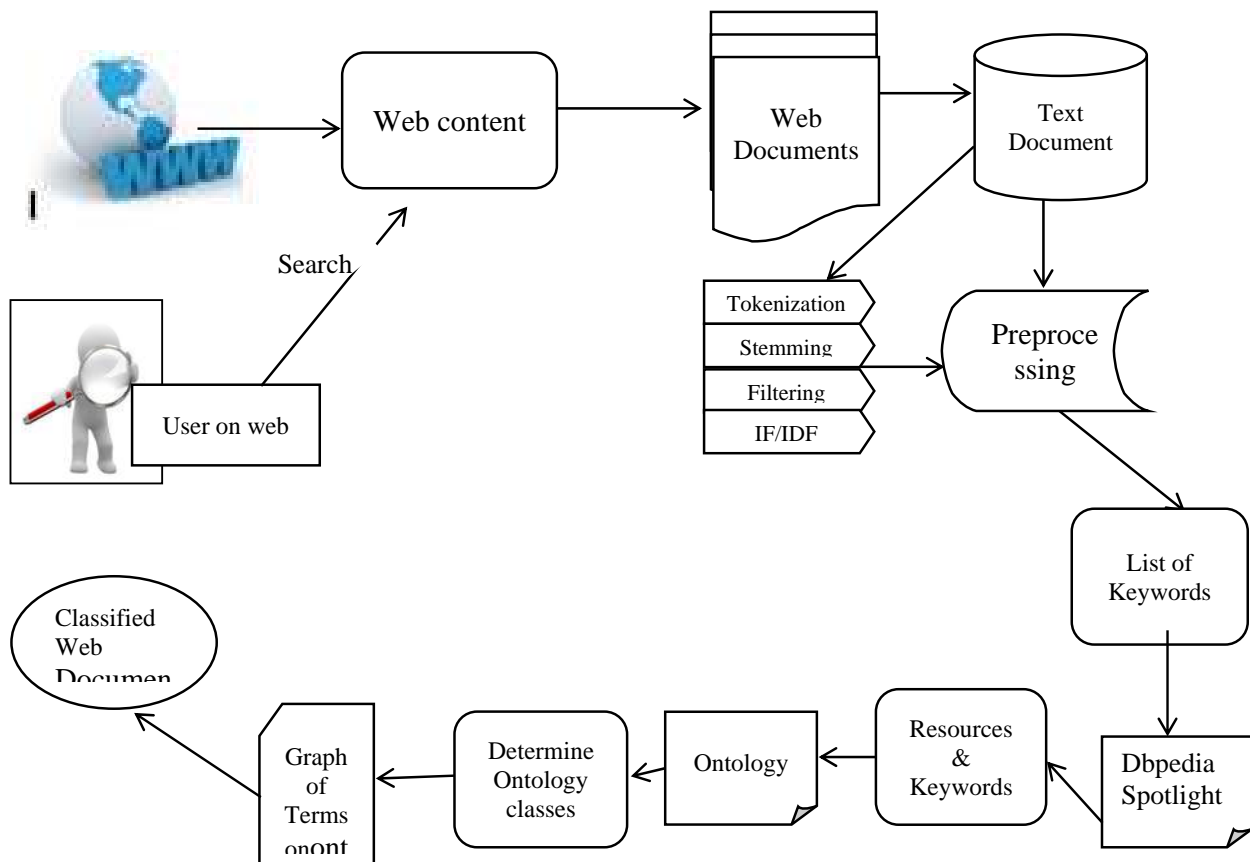 WWW
Web content
Web
Documents
Text
Document
Search
User on web
Tokenization
Stemming
Filtering
IF/IDF
Preproce
ssing
List of
Keywords
Dbpedia
Spotlight
Resources
&
Keywords
Ontology
Determine
Ontology
classes
Graph
of
Terms
onont
Classified
Web
Documen